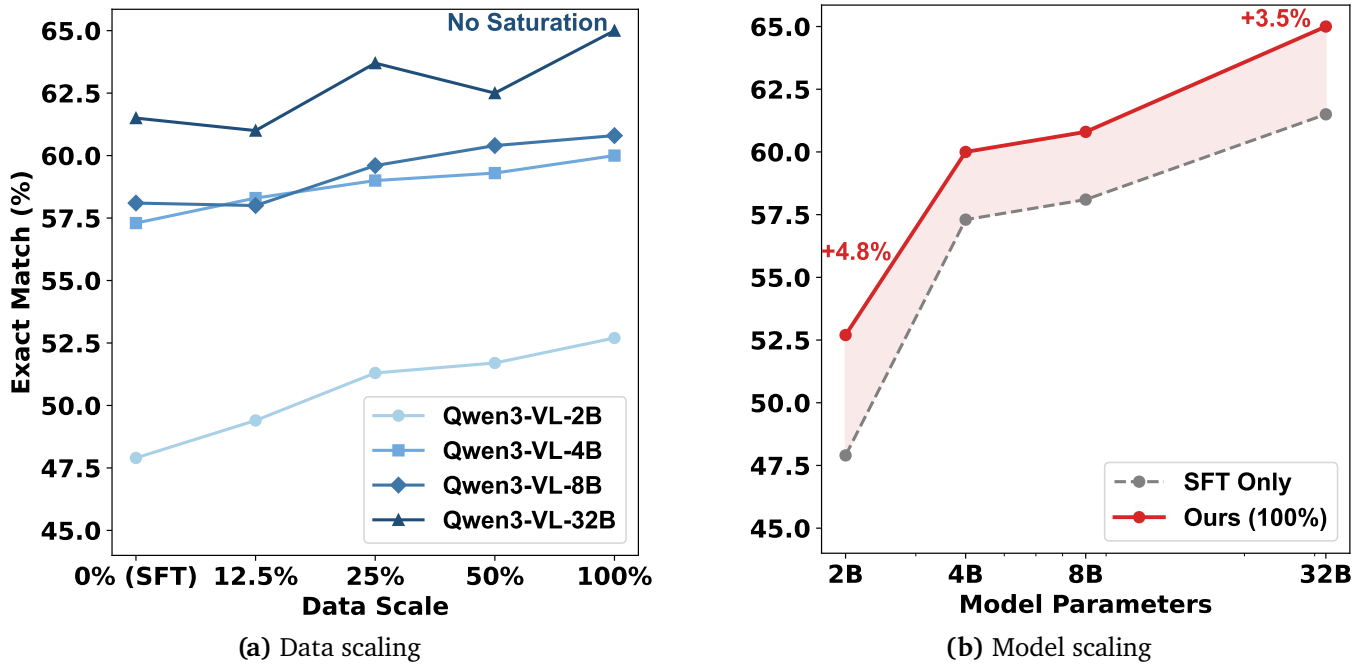 No Saturation
65.0
62.5
60.0
57.5
55.0
52.5
50.0
47.5
45.0
Exact Match (%)
Qwen3-VL-2B
Qwen3-VL-4B
Qwen3-VL-8B
Qwen3-VL-32B
0% (SFT) 12.5% 25% 50% 100%
Data Scale
(a) Data scaling
+3.5%
65.0
62.5
60.0
57.5
+4.8%
55.0
52.5
50.0
47.5
45.0
SFT Only
Ours (100%)
2B 4B 8B 32B
Model Parameters
(b) Model scaling